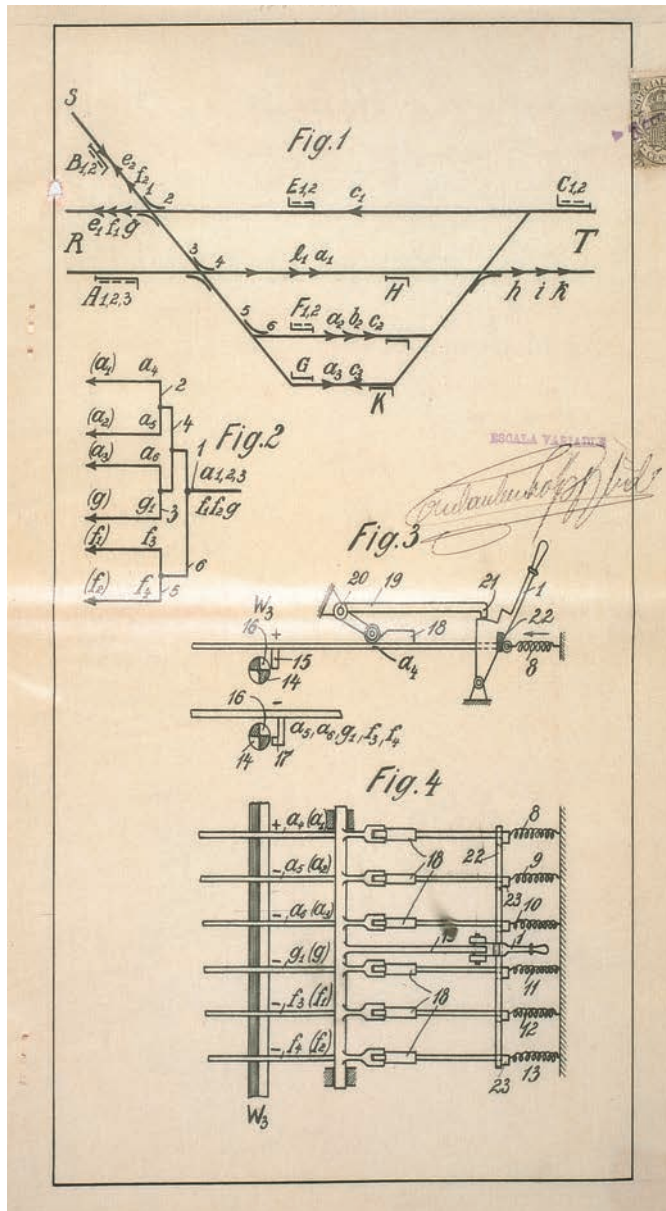 Fig.1
S
B1,2
e2
f2
1
2
E1,2
c1
C1,2
e1 f1 g
R
T
3
4
l1 a1
A1,2,3
H
h i k
5
6
F1,2
a2 b2 c2
G
a3 c3
K
Fig.2
(a1) a4
2
4
(a2) a5
(a3) a6
1
a1,2,3
(g) g1
3
f1 f2 g
(f1) f3
6
(f2) f4
5
ESCALA VARIABLE
Fig.3
20
19
21
1
22
W3
16
+
18
15
14
a4
8
16
-
14
17
a5, a6, g1, f3, f4
Fig.4
+, a4 (a1)
8
18
22
-, a5 (a2)
9
23
-, a6 (a3)
10
19
1
-, g1 (g)
11
18
-, f3 (f1)
12
-, f4 (f2)
13
23
W3